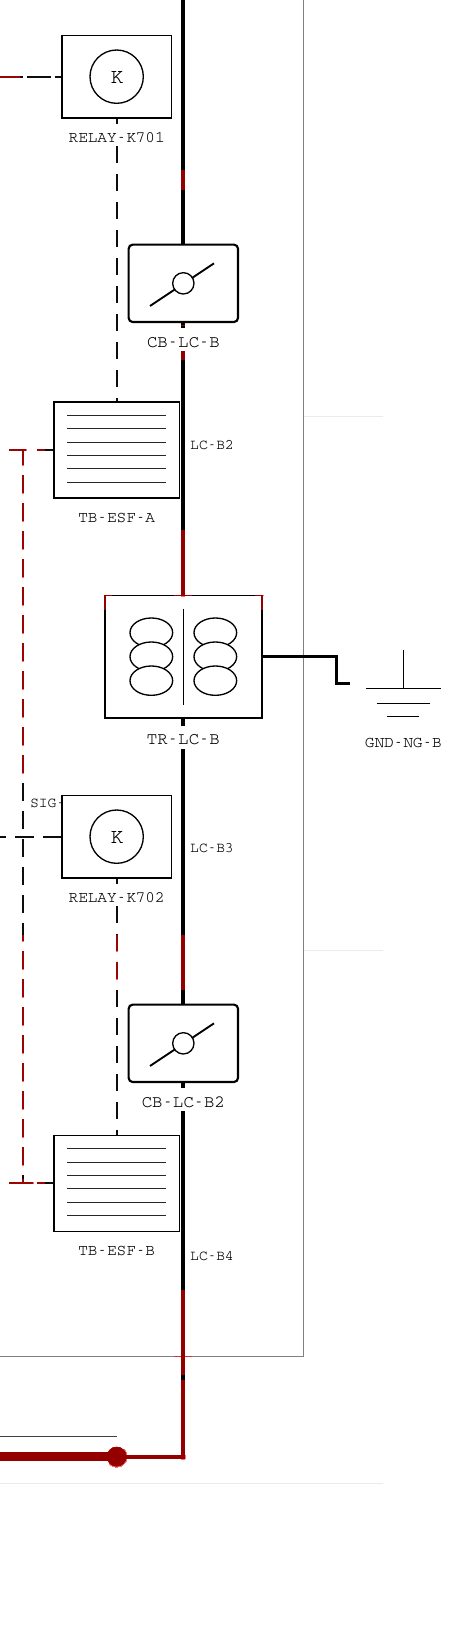 K
RELAY-K701
CB-LC-B
LC-B2
TB-ESF-A
TR-LC-B
GND-NG-B
SIG-
K
LC-B3
RELAY-K702
CB-LC-B2
TB-ESF-B
LC-B4